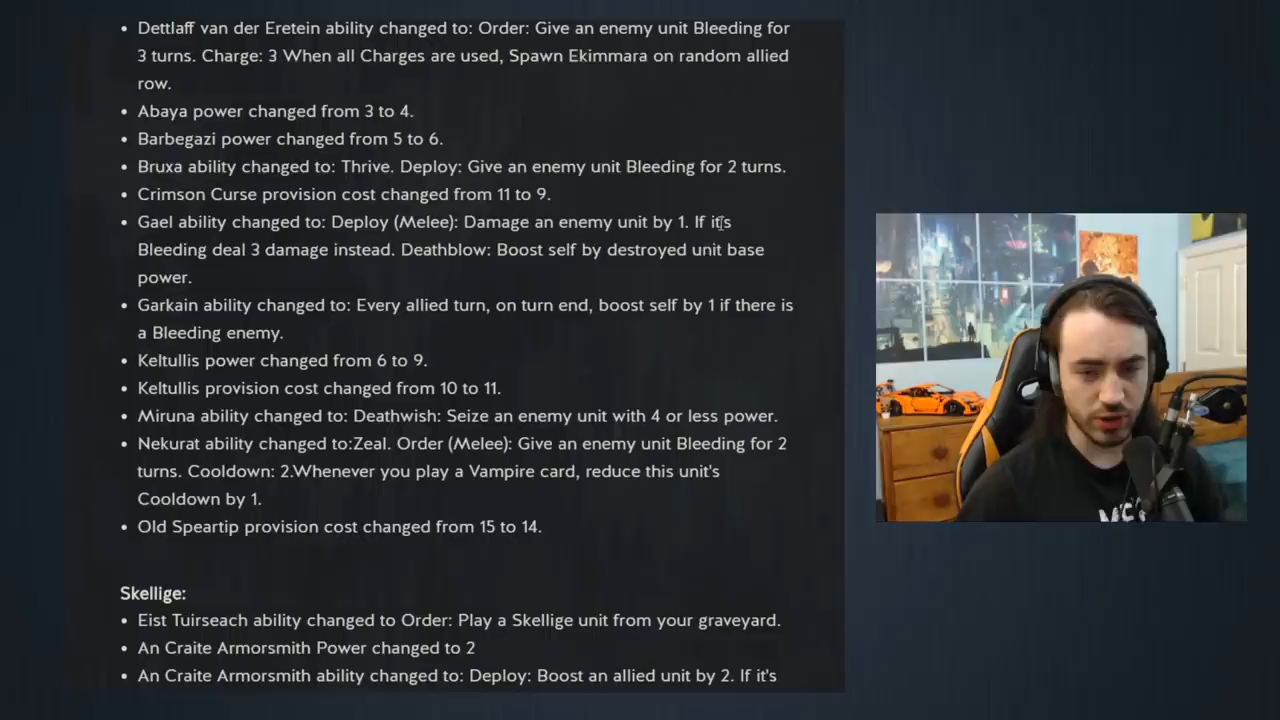 • Dettlaff van der Eretein ability changed to: Order: Give an enemy unit Bleeding for
3 turns. Charge: 3 When all Charges are used, Spawn Ekimmara on random allied
row.
• Abaya power changed from 3 to 4.
• Barbegazi power changed from 5 to 6.
• Bruxa ability changed to: Thrive. Deploy: Give an enemy unit Bleeding for 2 turns.
• Crimson Curse provision cost changed from 11 to 9.
• Gael ability changed to: Deploy (Melee): Damage an enemy unit by 1. If it's
Bleeding deal 3 damage instead. Deathblow: Boost self by destroyed unit base
power.
• Garkain ability changed to: Every allied turn, on turn end, boost self by 1 if there is
a Bleeding enemy.
• Keltullis power changed from 6 to 9.
• Keltullis provision cost changed from 10 to 11.
• Miruna ability changed to: Deathwish: Seize an enemy unit with 4 or less power.
• Nekurat ability changed to:Zeal. Order (Melee): Give an enemy unit Bleeding for 2
turns. Cooldown: 2.Whenever you play a Vampire card, reduce this unit's
Cooldown by 1.
• Old Speartip provision cost changed from 15 to 14.
Skellige:
• Eist Tuirseach ability changed to Order: Play a Skellige unit from your graveyard.
• An Craite Armorsmith Power changed to 2
• An Craite Armorsmith ability changed to: Deploy: Boost an allied unit by 2. If it's